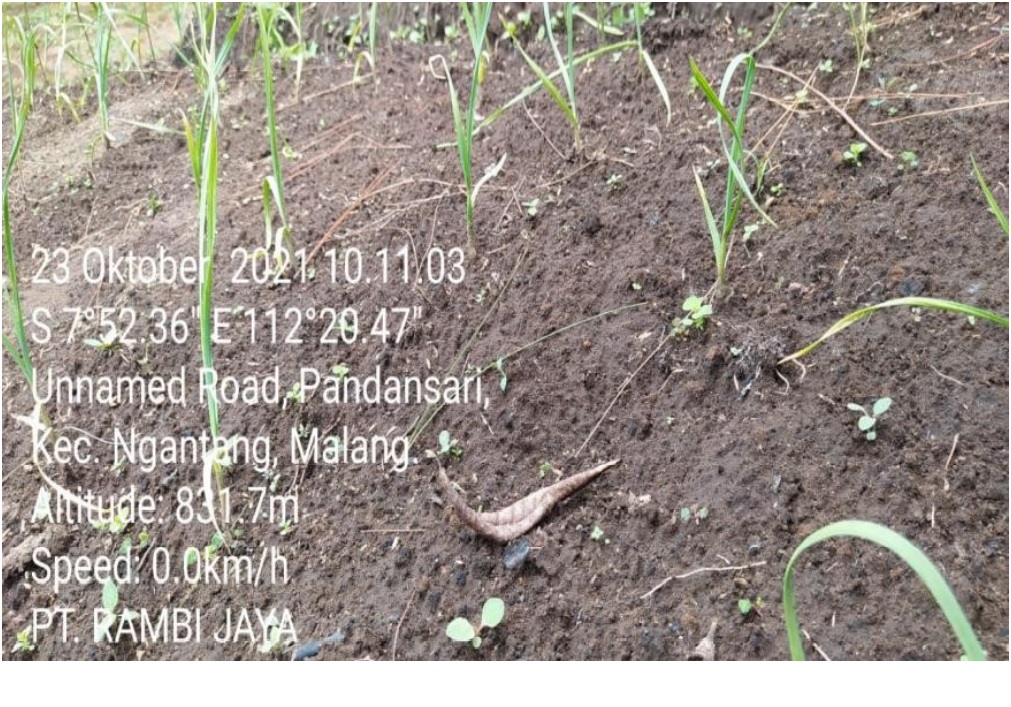 23 Oktober 2021 10.11.03
S 7°52.36" E 112°20.47"
Unnamed Road, Pandansari,
Kec. Ngantang, Malang.
Altitude: 831.7m
Speed: 0.0km/h
PT. RAMBI JAYA